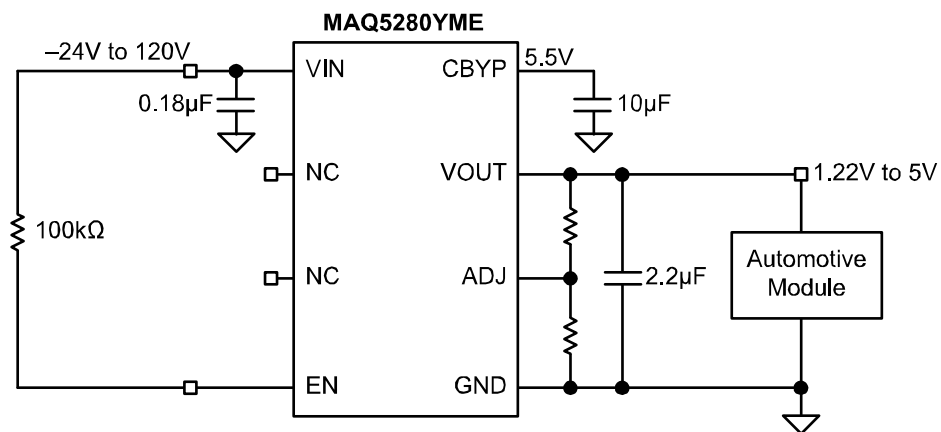 MAQ5280YME
–24V to 120V
VIN
CBYP
5.5V
0.18µF
10µF
NC
VOUT
1.22V to 5V
100kΩ
NC
ADJ
2.2µF
Automotive
Module
EN
GND